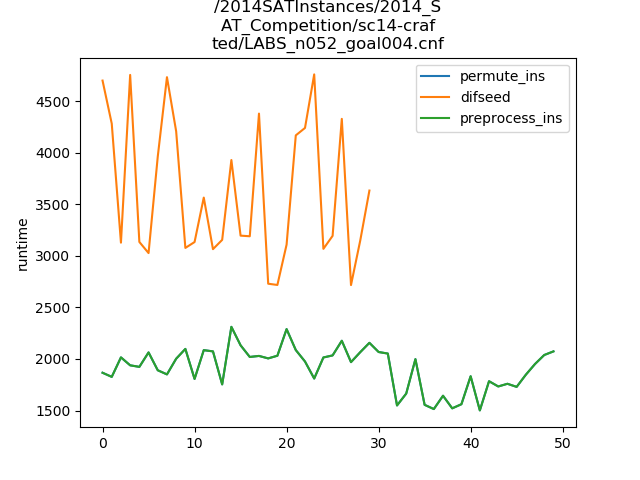 /2014SATInstances/2014_S
AT_Competition/sc14-craf
ted/LABS_n052_goal004.cnf
permute_ins
difseed
preprocess_ins
runtime
4500
4000
3500
3000
2500
2000
1500
0
10
20
30
40
50